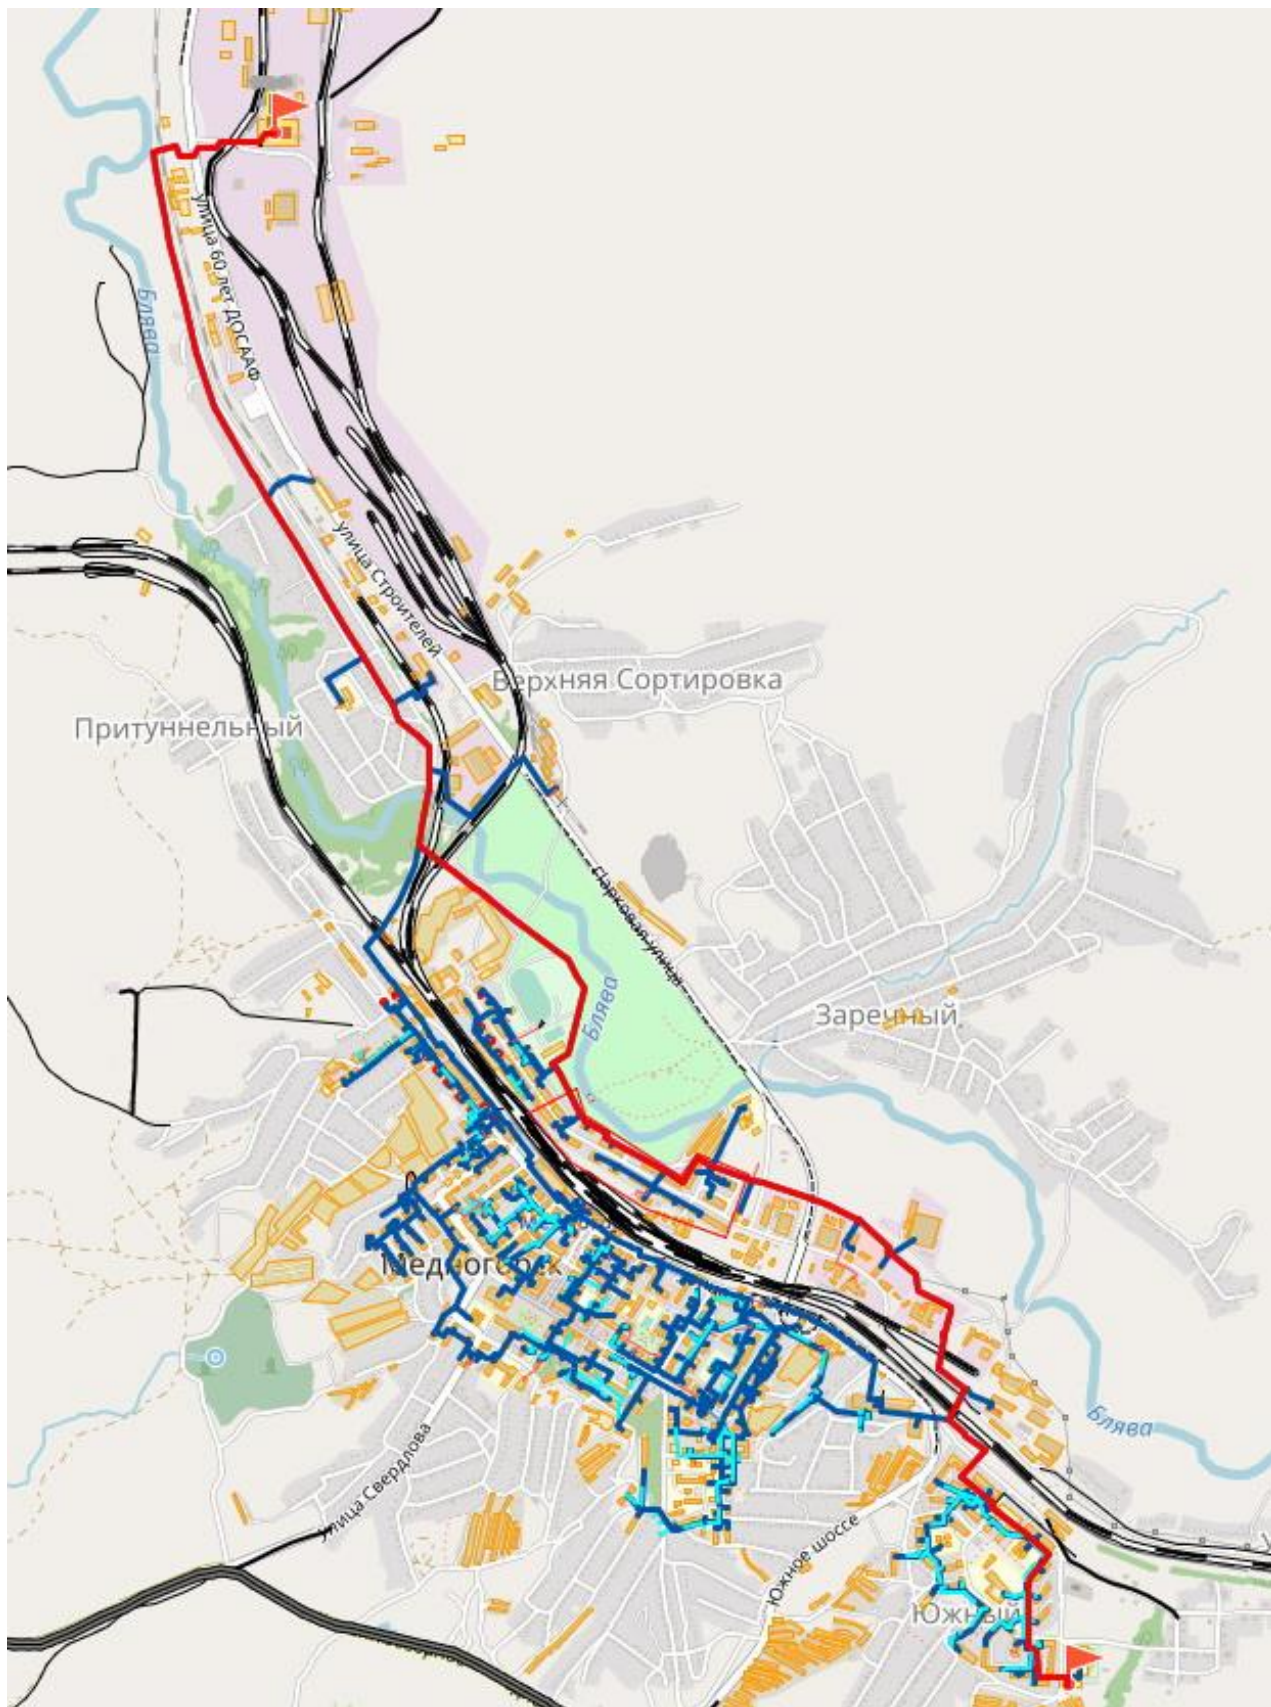 улица 60 лет ДОСААФ
Блява
улица Строителей
Верхняя Сортировка
Притуннельный
Парковая улица
Блява
Заречный
Медногорск
Блява
улица Свердлова
Южное шоссе
Южный